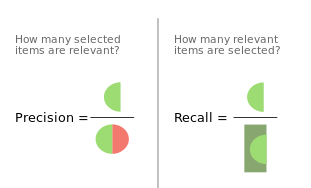 How many selected
items are relevant?
Precision =
How many relevant
items are selected?
Recall =